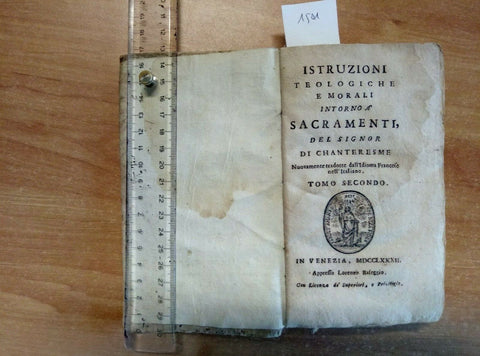 1501
ISTRUZIONI
TEOLOGICHE
E MORALI
INTORNO A'
SACRAMENTI,
DEL SIGNOR
DI CHANTERESME
Nuovamente tradotte dall'Idioma Francese
nell'Italiano.
TOMO SECONDO.
IN VENEZIA, MDCCLXXXII.
Appresso Lorenzo Baseggio.
Con Licenza de' Superiori, e Privilegio.